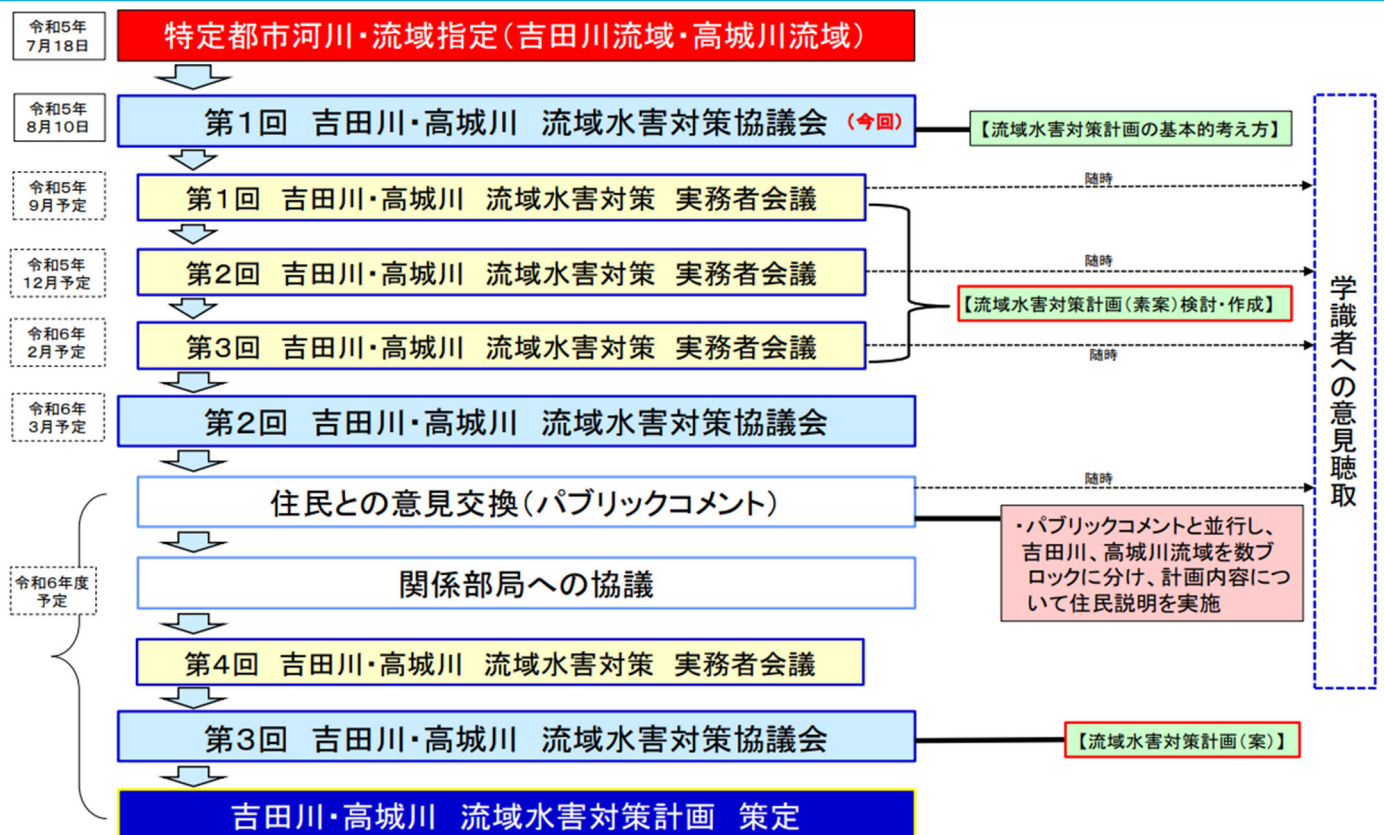 令和5年
7月18日
特定都市河川・流域指定(吉田川流域・高城川流域)
令和5年
8月10日
第1回 吉田川・高城川 流域水害対策協議会 (今回)
【流域水害対策計画の基本的考え方】
令和5年
9月予定
第1回 吉田川・高城川 流域水害対策 実務者会議
随時
令和5年
12月予定
第2回 吉田川・高城川 流域水害対策 実務者会議
随時
【流域水害対策計画(素案)検討・作成】
令和6年
2月予定
第3回 吉田川・高城川 流域水害対策 実務者会議
随時
令和6年
3月予定
第2回 吉田川・高城川 流域水害対策協議会
学識者への意見聴取
令和6年度
予定
住民との意見交換(パブリックコメント)
随時
・パブリックコメントと並行し、
吉田川、高城川流域を数ブ
ロックに分け、計画内容につ
いて住民説明を実施
関係部局への協議
第4回 吉田川・高城川 流域水害対策 実務者会議
第3回 吉田川・高城川 流域水害対策協議会
【流域水害対策計画(案)】
吉田川・高城川 流域水害対策計画 策定